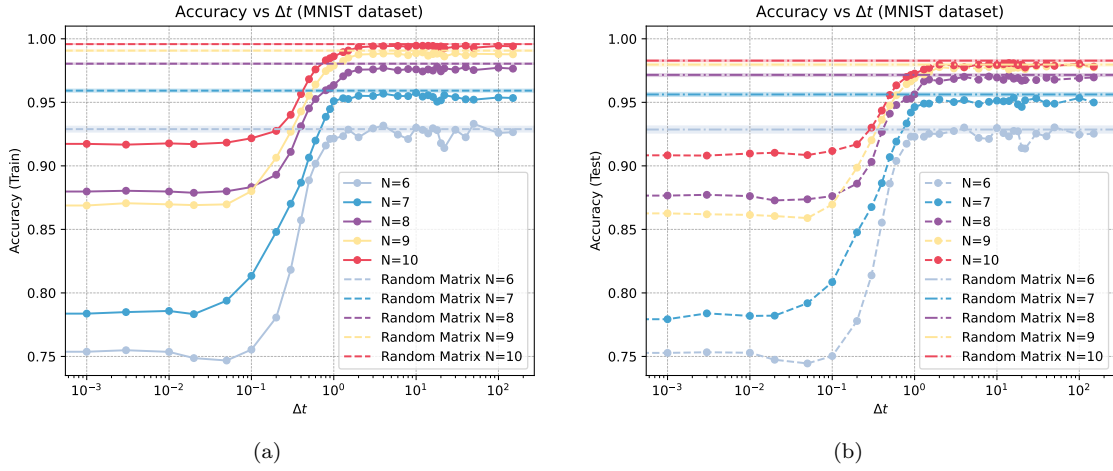 Accuracy vs Δt (MNIST dataset)
Accuracy (Train)
1.00
0.95
0.90
0.85
0.80
0.75
N=6
N=7
N=8
N=9
N=10
Random Matrix N=6
Random Matrix N=7
Random Matrix N=8
Random Matrix N=9
Random Matrix N=10
10⁻³ 10⁻² 10⁻¹ 10⁰ 10¹ 10²
Δt
(a)
Accuracy vs Δt (MNIST dataset)
Accuracy (Test)
1.00
0.95
0.90
0.85
0.80
0.75
N=6
N=7
N=8
N=9
N=10
Random Matrix N=6
Random Matrix N=7
Random Matrix N=8
Random Matrix N=9
Random Matrix N=10
10⁻³ 10⁻² 10⁻¹ 10⁰ 10¹ 10²
Δt
(b)